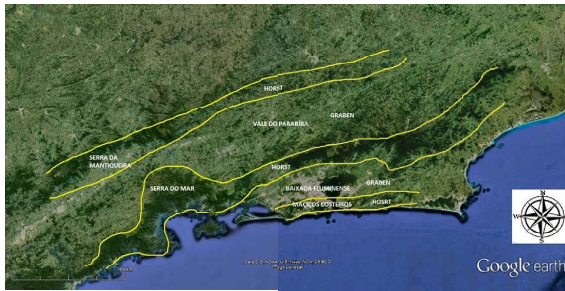 HORST
GRABEN
VALE DO PARAÍBA
SERRA DA
MANTIQUEIRA
HORST
SERRA DO MAR
GRABEN
BAIXADA FLUMINENSE
MACIÇOS COSTEIROS
HOSRT
N
W
E
S
Google earth